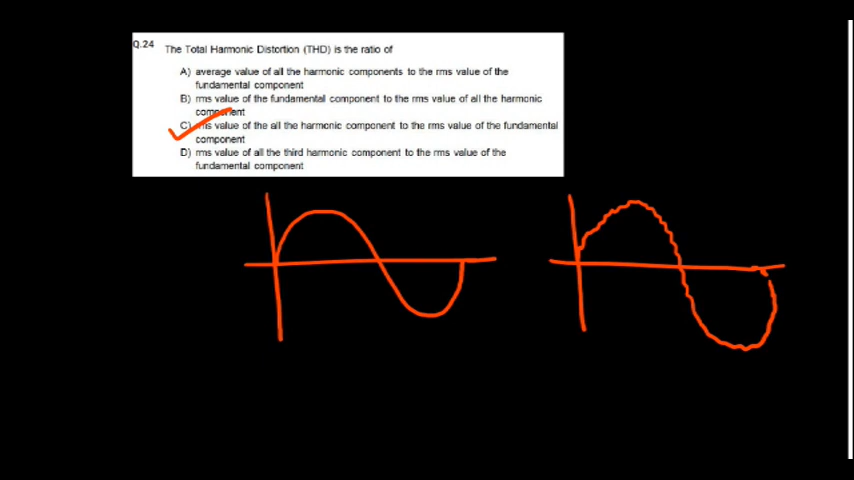 Q.24 The Total Harmonic Distortion (THD) is the ratio of
A) average value of all the harmonic components to the rms value of the
fundamental component
B) rms value of the fundamental component to the rms value of all the harmonic
component
C) rms value of the all the harmonic component to the rms value of the fundamental
component
D) rms value of all the third harmonic component to the rms value of the
fundamental component